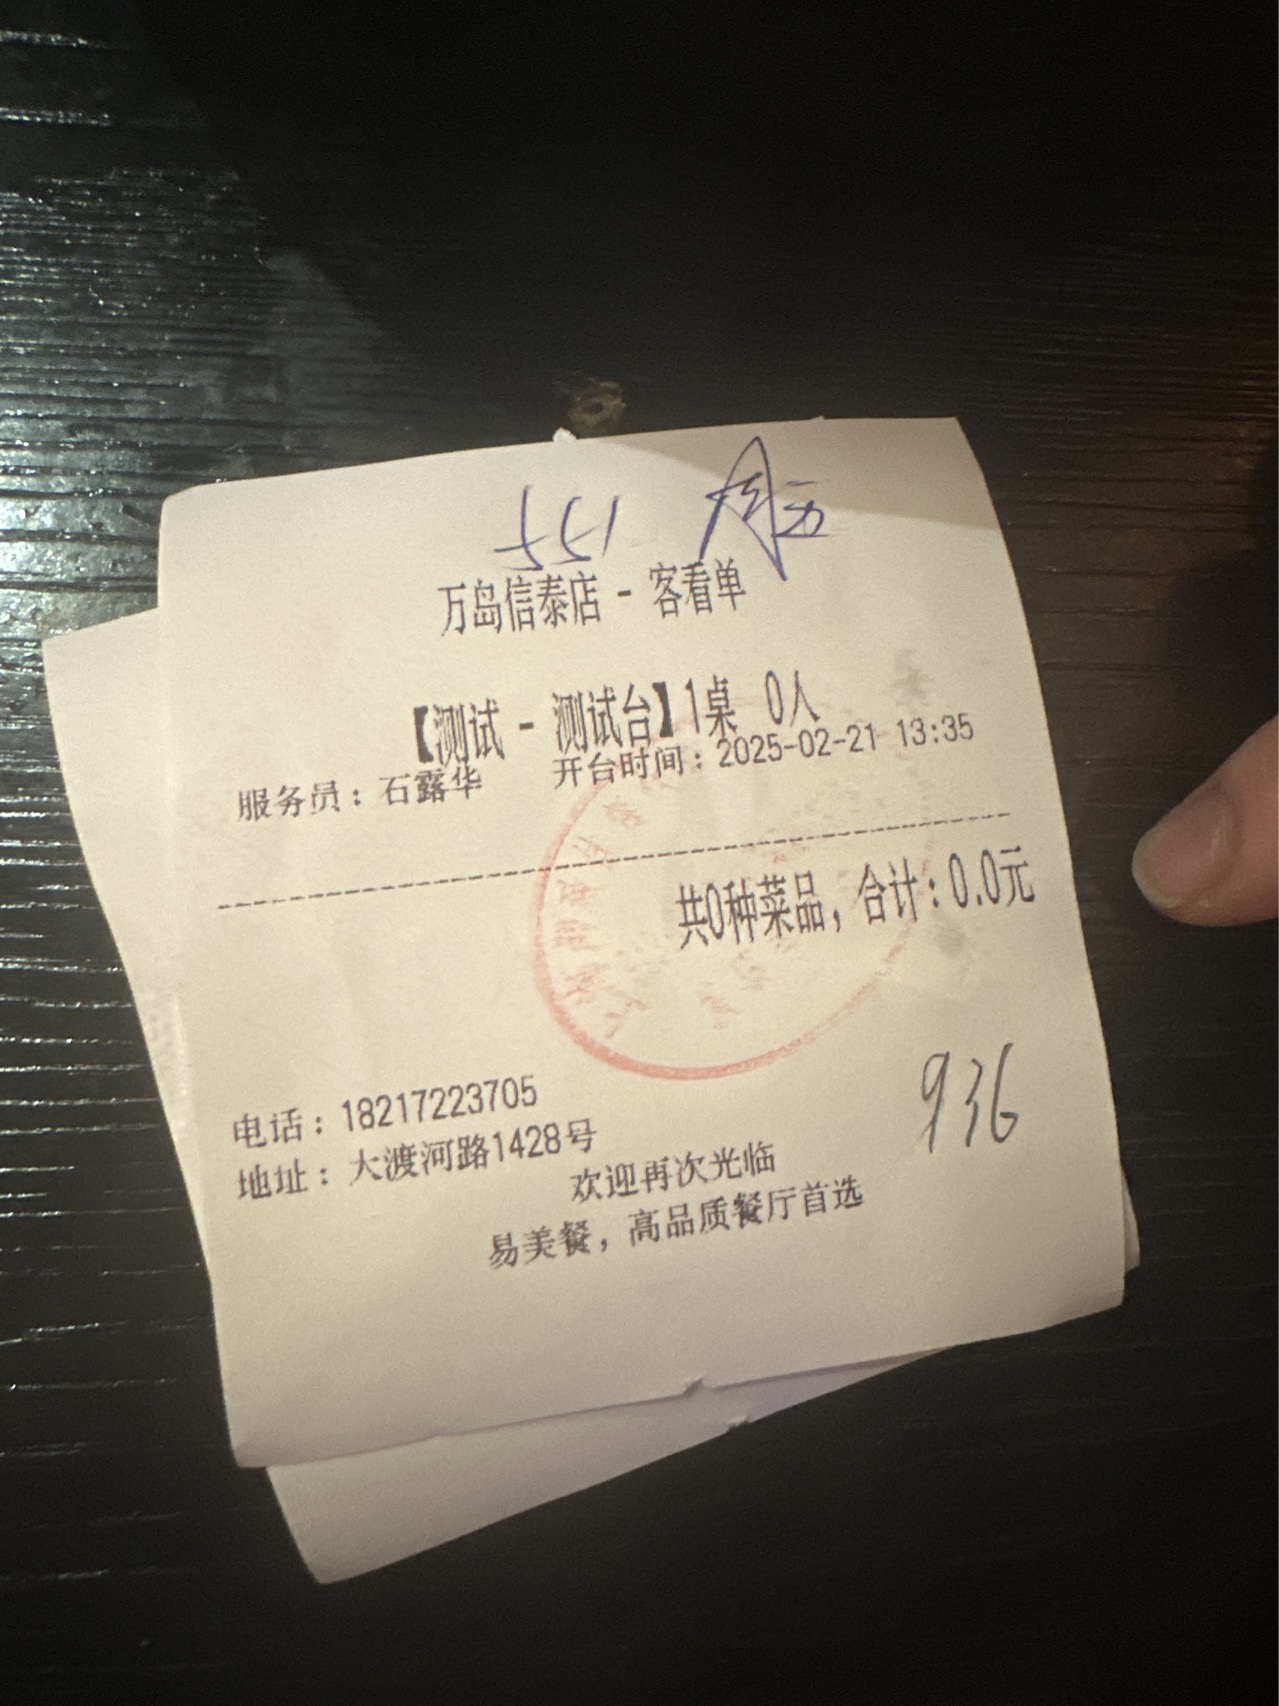 551 周五
万岛信泰店 - 客看单
【测试 - 测试台】1桌 0人
服务员：石露华 开台时间：2025-02-21 13:35
共0种菜品，合计：0.0元
936
电话：18217223705
地址：大渡河路1428号
欢迎再次光临
易美餐，高品质餐厅首选